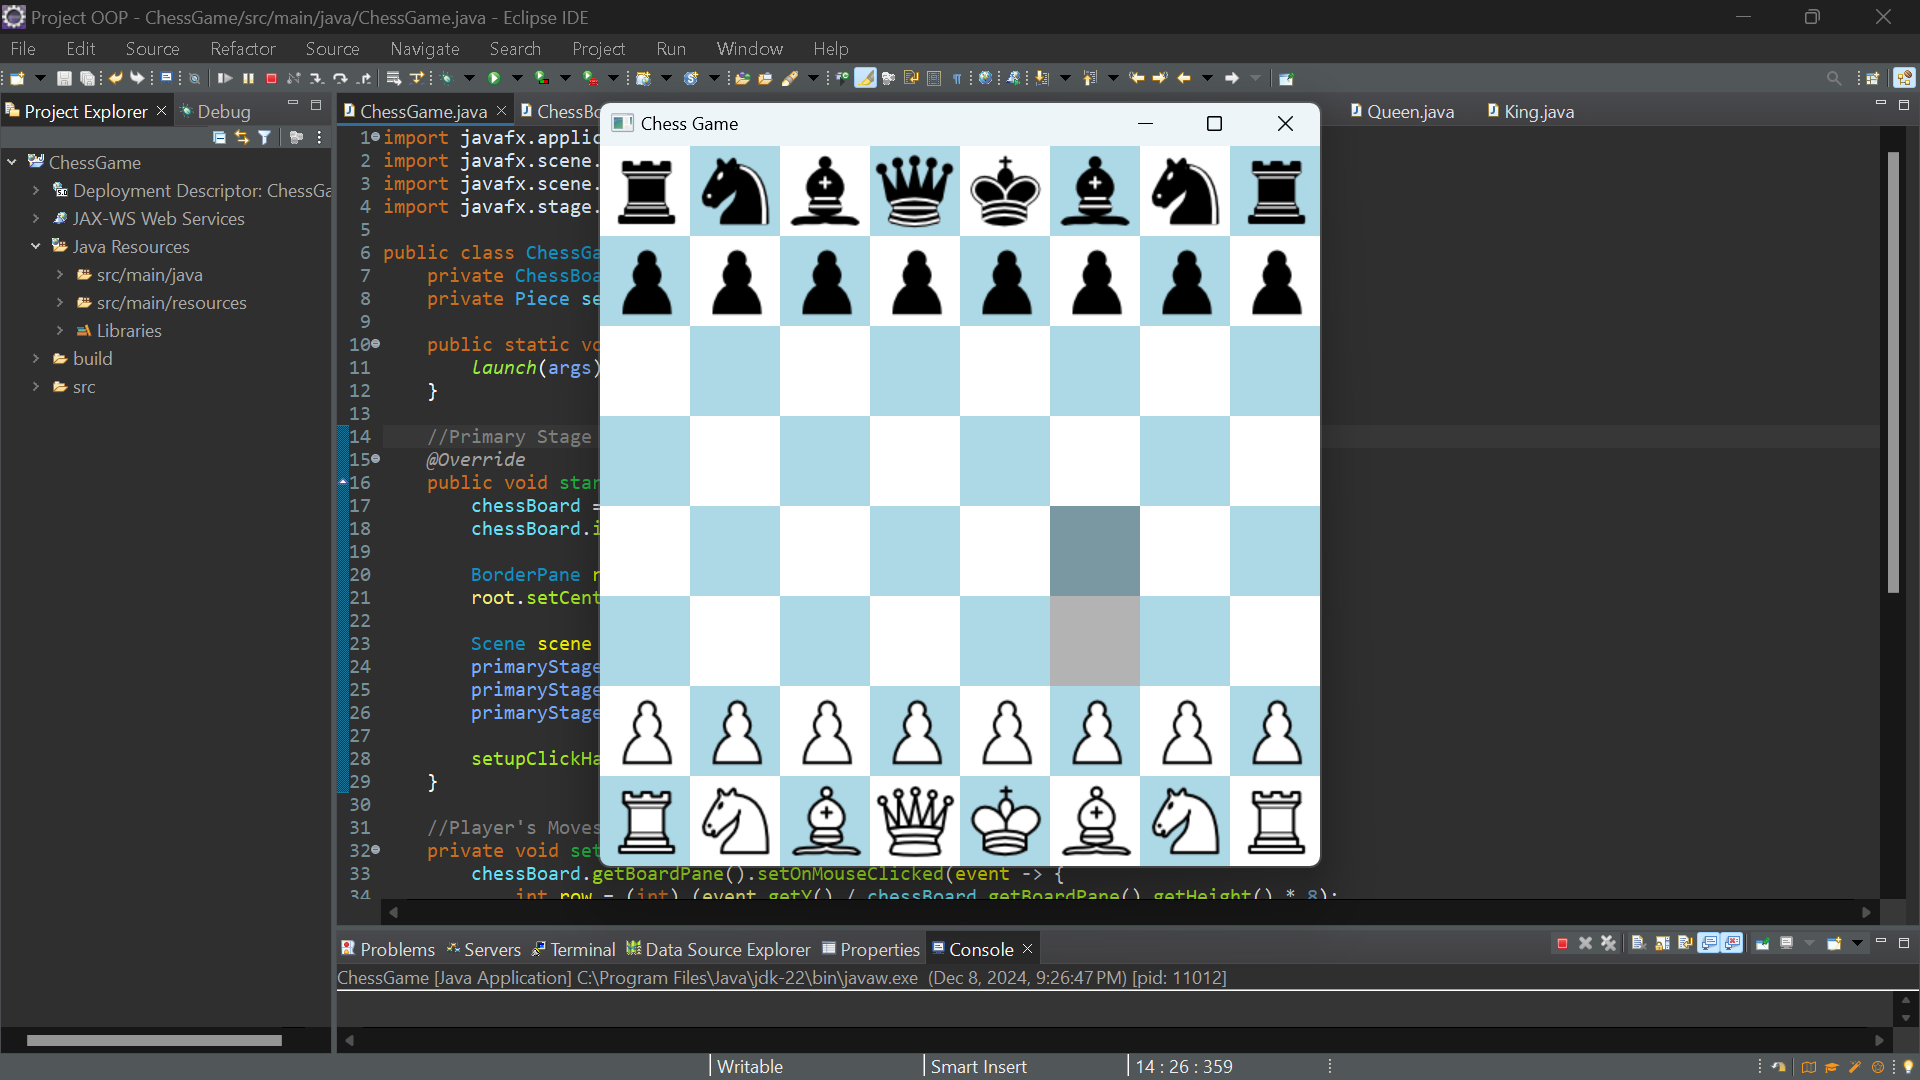 Project OOP - ChessGame/src/main/java/ChessGame.java - Eclipse IDE
File Edit Source Refactor Source Navigate Search Project Run Window Help
Project Explorer
Debug
ChessGame
Deployment Descriptor: ChessGa
JAX-WS Web Services
Java Resources
src/main/java
src/main/resources
Libraries
build
src
ChessGame.java
ChessBo
Queen.java
King.java
1 import javafx.applic
2 import javafx.scene.
3 import javafx.scene.
4 import javafx.stage.
5
6 public class ChessGa
7 private ChessBoa
8 private Piece se
9
10 public static vo
11 launch(args)
12 }
13
14 //Primary Stage
15 @Override
16 public void star
17 chessBoard =
18 chessBoard.i
19
20 BorderPane r
21 root.setCent
22
23 Scene scene
24 primaryStage
25 primaryStage
26 primaryStage
27
28 setupClickHa
29 }
30
31 //Player's Moves
32 private void set
33 chessBoard.getBoardPane().setOnMouseClicked(event -> {
34 int row = (int) (event.getY() / chessBoard.getBoardPane().getHeight() * 8);
Chess Game
Problems Servers Terminal Data Source Explorer Properties Console
ChessGame [Java Application] C:\Program Files\Java\jdk-22\bin\javaw.exe (Dec 8, 2024, 9:26:47 PM) [pid: 11012]
Writable
Smart Insert
14 : 26 : 359